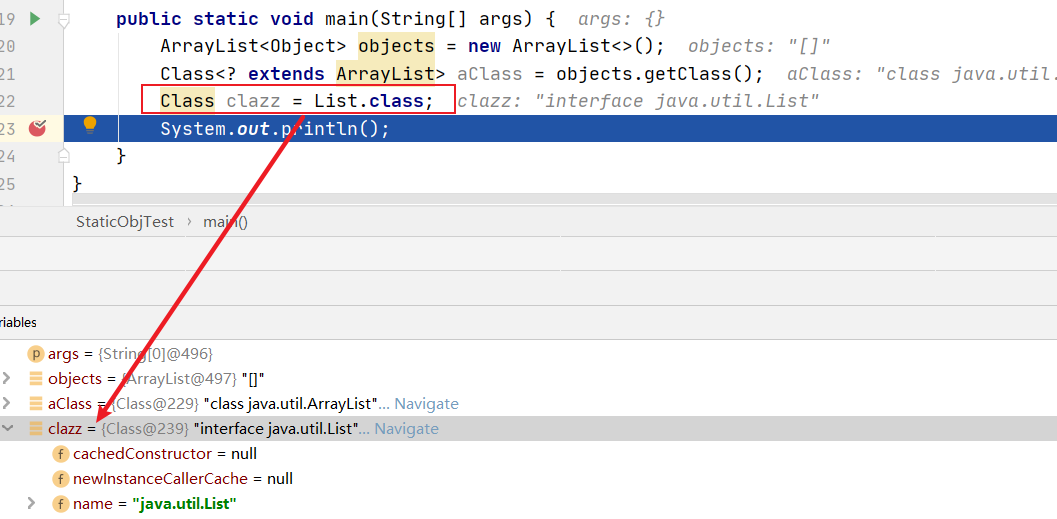 19 public static void main(String[] args) { args: {}
20 ArrayList<Object> objects = new ArrayList<>(); objects: "[]"
21 Class<? extends ArrayList> aClass = objects.getClass(); aClass: "class java.util.
22 Class clazz = List.class; clazz: "interface java.util.List"
23 System.out.println();
24 }
25 }
StaticObjTest › main()
riables
p args = {String[0]@496}
objects = {ArrayList@497} "[]"
aClass = {Class@229} "class java.util.ArrayList"... Navigate
clazz = {Class@239} "interface java.util.List"... Navigate
f cachedConstructor = null
f newInstanceCallerCache = null
f name = "java.util.List"